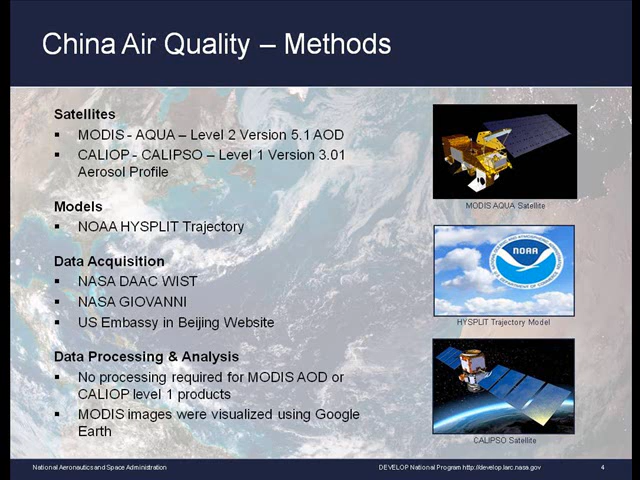 China Air Quality – Methods
Satellites
▪ MODIS - AQUA – Level 2 Version 5.1 AOD
▪ CALIOP - CALIPSO – Level 1 Version 3.01
Aerosol Profile
Models
▪ NOAA HYSPLIT Trajectory
Data Acquisition
▪ NASA DAAC WIST
▪ NASA GIOVANNI
▪ US Embassy in Beijing Website
Data Processing & Analysis
▪ No processing required for MODIS AOD or
CALIOP level 1 products
▪ MODIS images were visualized using Google
Earth
MODIS AQUA Satellite
NOAA
HYSPLIT Trajectory Model
CALIPSO Satellite
National Aeronautics and Space Administration
DEVELOP National Program http://develop.larc.nasa.gov
4